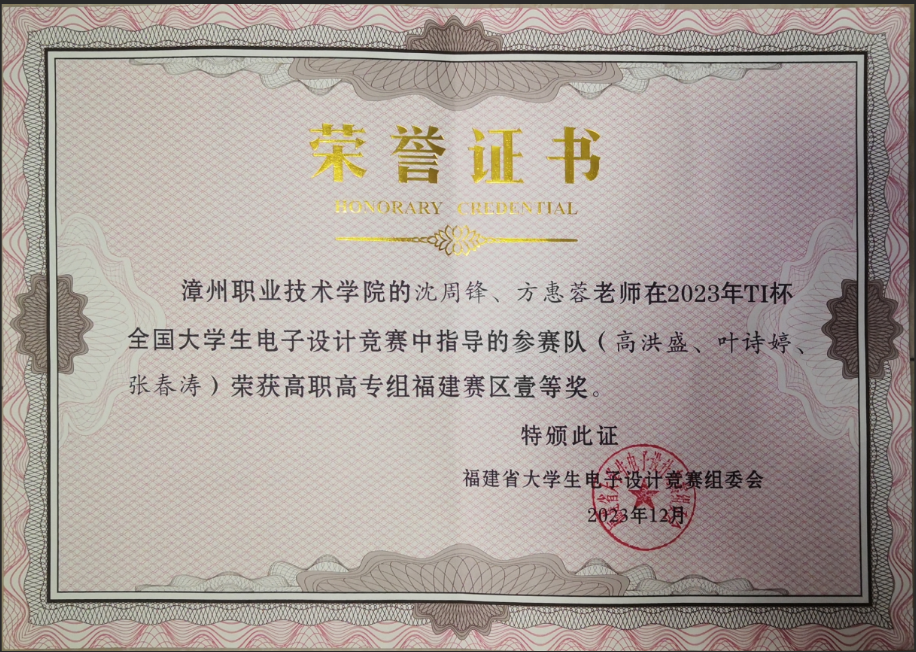 荣誉证书
HONORARY CREDENTIAL
漳州职业技术学院的沈周锋、方惠蓉老师在2023年TI杯
全国大学生电子设计竞赛中指导的参赛队（高洪盛、叶诗婷、
张春涛）荣获高职高专组福建赛区壹等奖。
特颁此证
福建省大学生电子设计竞赛组委会
2023年12月